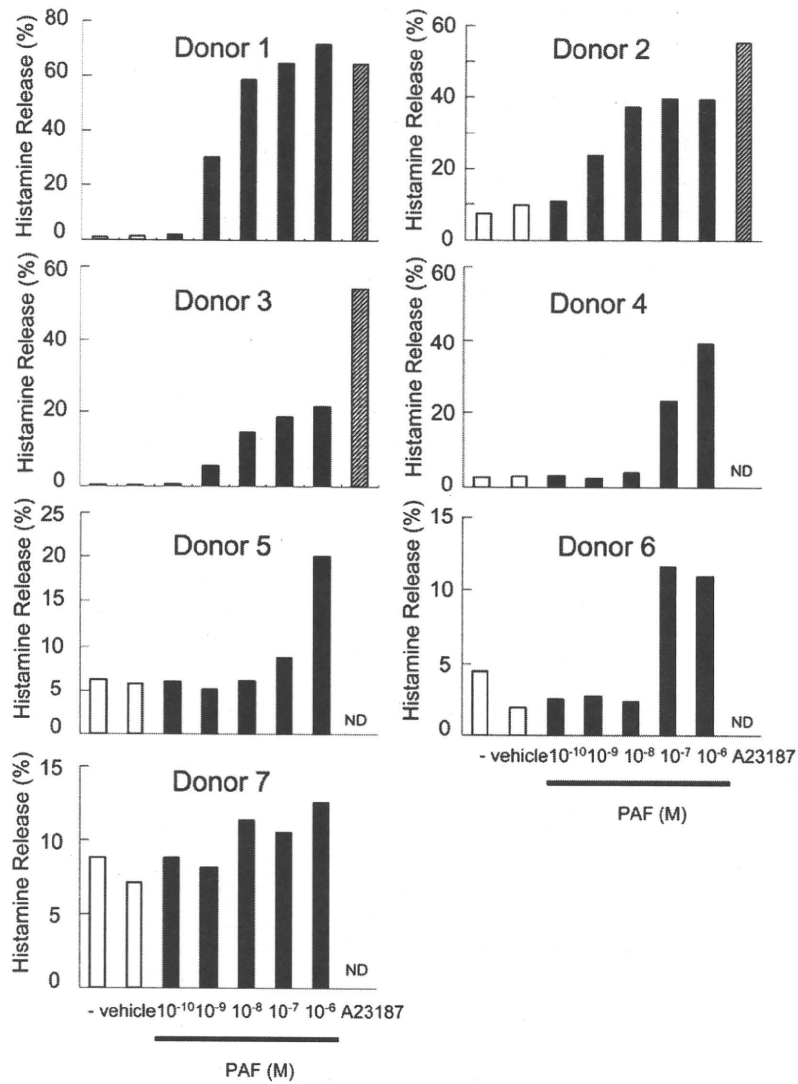 Donor 1
Histamine Release (%)
80
60
40
20
0
Donor 2
Histamine Release (%)
60
40
20
0
Donor 3
Histamine Release (%)
60
40
20
0
Donor 4
Histamine Release (%)
60
40
20
0
ND
Donor 5
Histamine Release (%)
25
20
15
10
5
0
ND
Donor 6
Histamine Release (%)
15
10
5
0
ND
- vehicle 10⁻¹⁰ 10⁻⁹ 10⁻⁸ 10⁻⁷ 10⁻⁶ A23187
PAF (M)
Donor 7
Histamine Release (%)
15
10
5
0
ND
- vehicle 10⁻¹⁰ 10⁻⁹ 10⁻⁸ 10⁻⁷ 10⁻⁶ A23187
PAF (M)